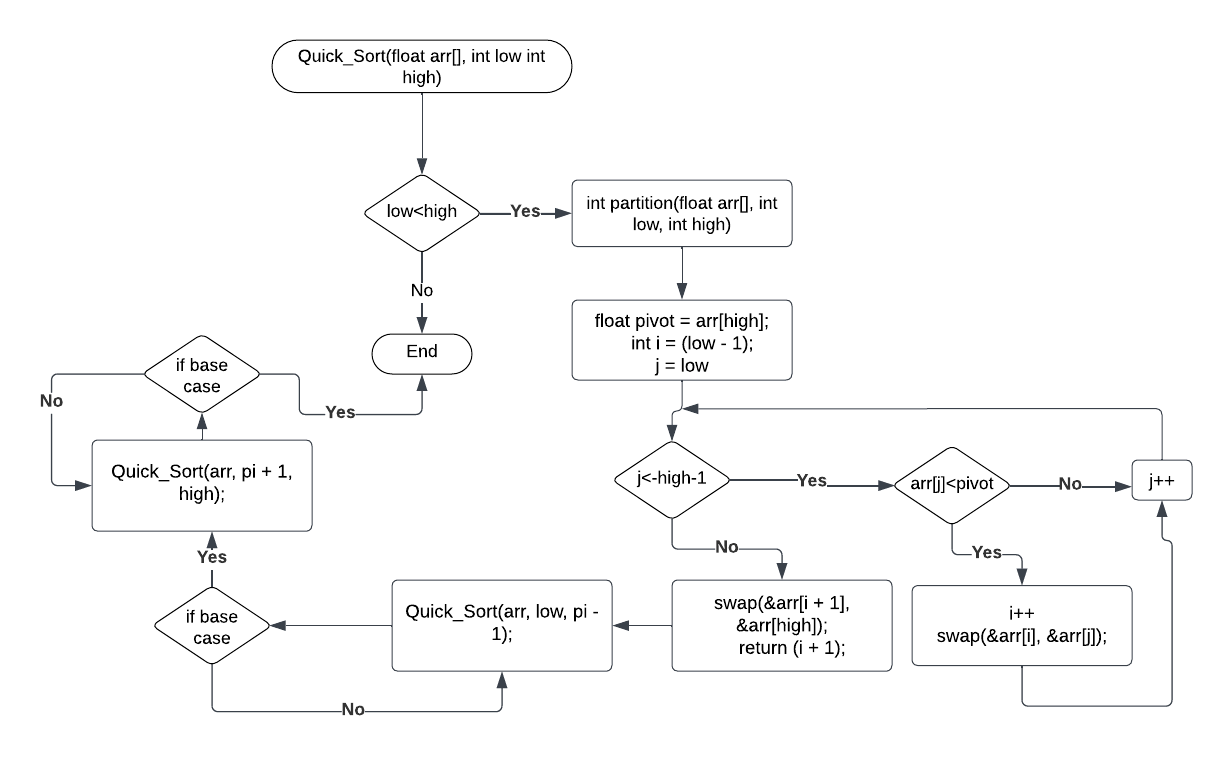 Quick_Sort(float arr[], int low int
high)
low<high
Yes
int partition(float arr[], int
low, int high)
No
End
float pivot = arr[high];
int i = (low - 1);
j = low
if base
case
No
Yes
Quick_Sort(arr, pi + 1,
high);
j<-high-1
Yes
arr[j]<pivot
No
j++
Yes
No
Yes
if base
case
Quick_Sort(arr, low, pi -
1);
swap(&arr[i + 1],
&arr[high]);
return (i + 1);
i++
swap(&arr[i], &arr[j]);
No